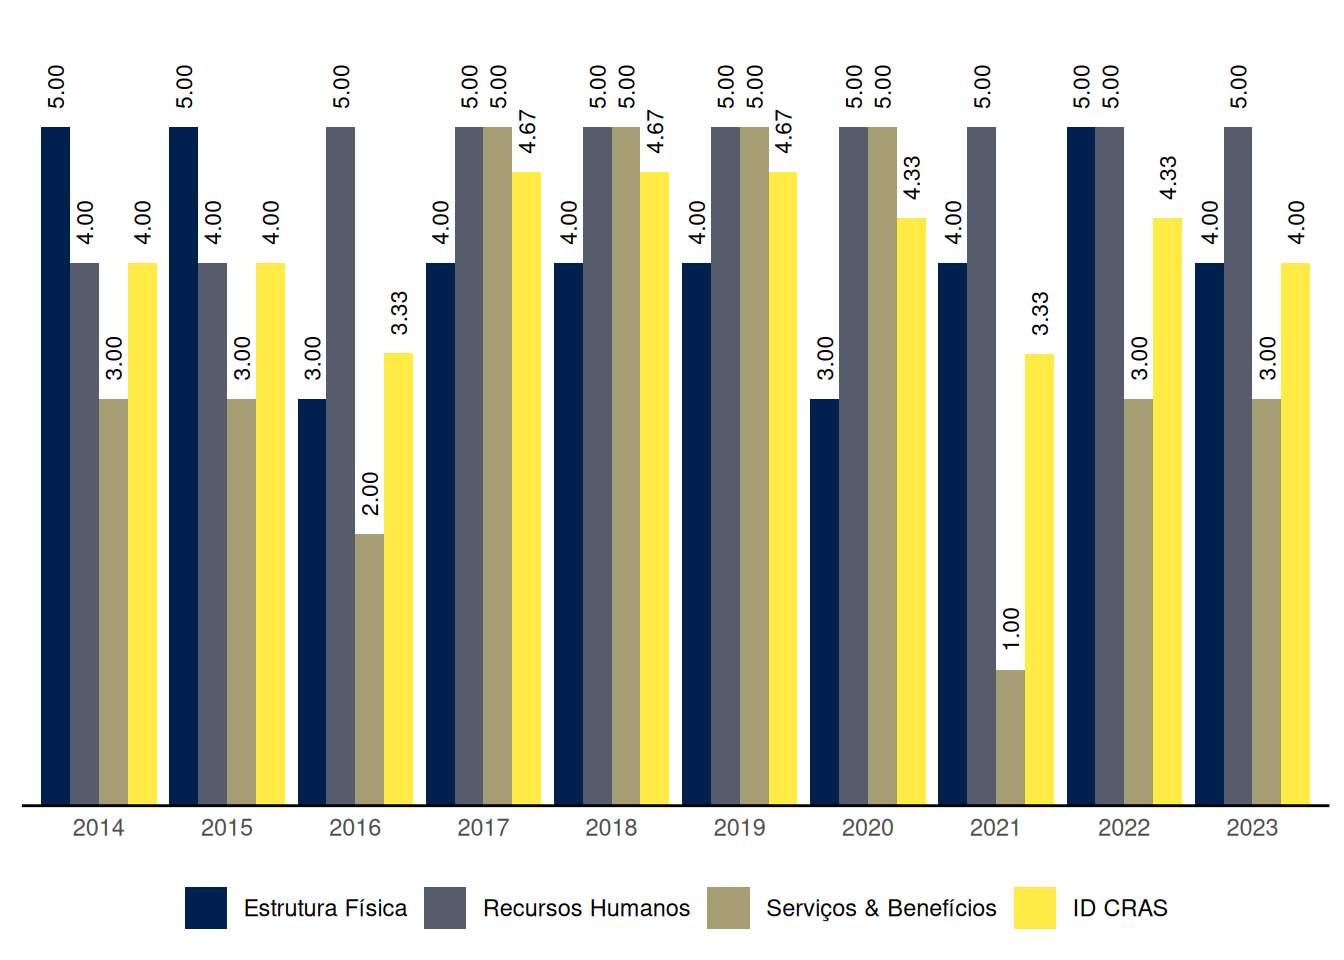 5.00 4.00 3.00 4.00
5.00 4.00 3.00 4.00
3.00 5.00 2.00 3.33
4.00 5.00 5.00 4.67
4.00 5.00 5.00 4.67
4.00 5.00 5.00 4.67
3.00 5.00 5.00 4.33
4.00 5.00 1.00 3.33
5.00 5.00 3.00 4.33
4.00 5.00 3.00 4.00
2014 2015 2016 2017 2018 2019 2020 2021 2022 2023
Estrutura Física Recursos Humanos Serviços & Benefícios ID CRAS